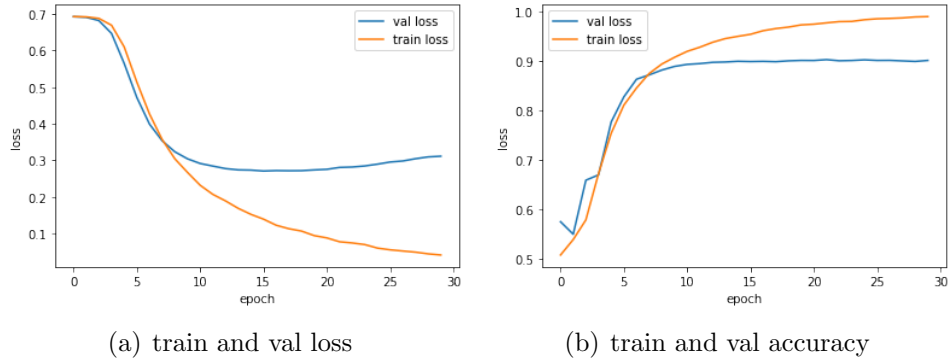 0.7
0.6
0.5
0.4
0.3
0.2
0.1
loss
val loss
train loss
0 5 10 15 20 25 30
epoch
(a) train and val loss
1.0
0.9
0.8
0.7
0.6
0.5
loss
val loss
train loss
0 5 10 15 20 25 30
epoch
(b) train and val accuracy